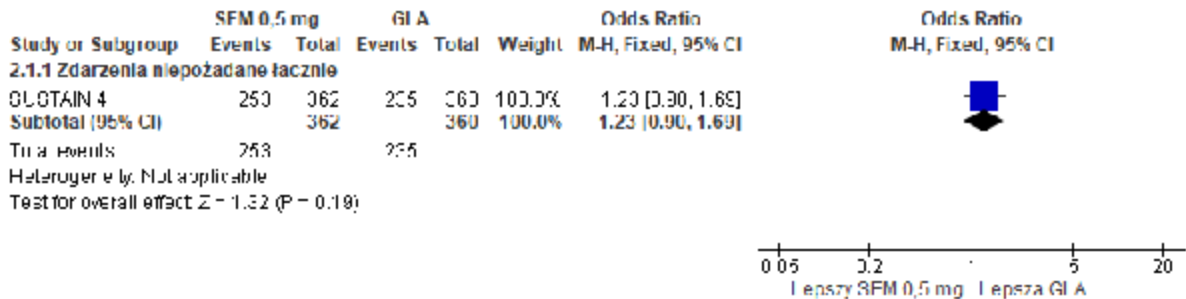 SEM 0,5 mg GLA Odds Ratio Odds Ratio
Study or Subgroup Events Total Events Total Weight M-H, Fixed, 95% CI M-H, Fixed, 95% CI
2.1.1 Zdarzenia niepożądane łącznie
SUSTAIN 4 253 362 235 360 100.0% 1.23 [0.90, 1.69]
Subtotal (95% CI) 362 360 100.0% 1.23 [0.90, 1.69]
Total events 253 235
Heterogeneity: Not applicable
Test for overall effect: Z = 1.32 (P = 0.19)
0.05 0.2 1 5 20
Lepszy SEM 0,5 mg Lepsza GLA